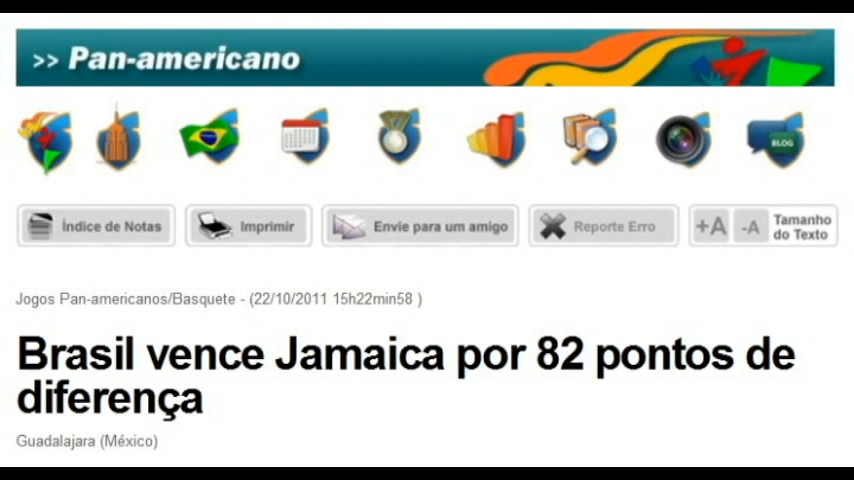 >> Pan-americano
BLOG
Índice de Notas
Imprimir
Envie para um amigo
Reporte Erro
+A
-A
Tamanho
do Texto
Jogos Pan-americanos/Basquete - (22/10/2011 15h22min58 )
Brasil vence Jamaica por 82 pontos de
diferença
Guadalajara (México)